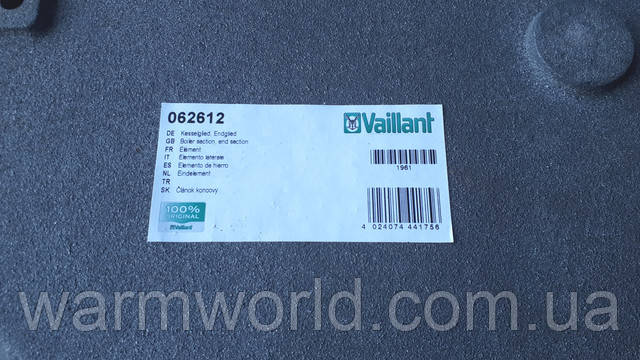 062612
Vaillant
DE Kesselglied, Endglied
GB Boiler section, end section
FR Element
IT Elemento laterale
ES Elemento de hierro
NL Eindelement
TR
SK Článok koncovy
1961
100%
ORIGINAL
Vaillant
4 024074 441756
warmworld.com.ua